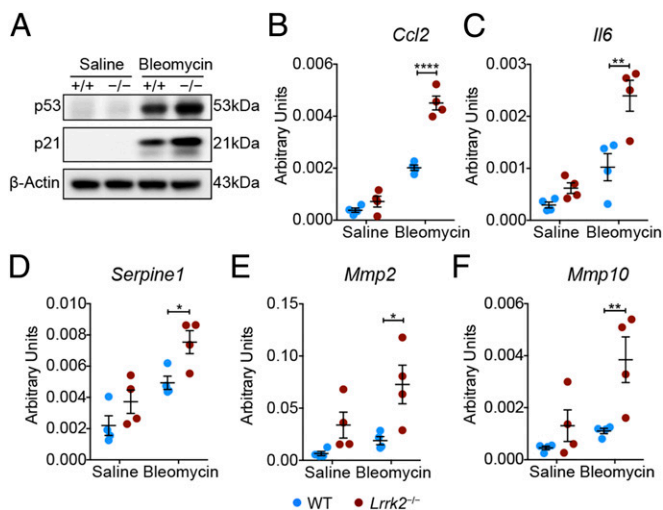 A
Saline Bleomycin
+/+ −/− +/+ −/−
p53 53kDa
p21 21kDa
β-Actin 43kDa
B
Ccl2
Arbitrary Units
0.006
0.004
0.002
0.000
****
Saline Bleomycin
C
Il6
Arbitrary Units
0.003
0.002
0.001
0.000
**
Saline Bleomycin
D
Serpine1
Arbitrary Units
0.010
0.008
0.006
0.004
0.002
0.000
*
Saline Bleomycin
E
Mmp2
Arbitrary Units
0.15
0.10
0.05
0.00
*
Saline Bleomycin
F
Mmp10
Arbitrary Units
0.006
0.004
0.002
0.000
**
Saline Bleomycin
WT Lrrk2−/−